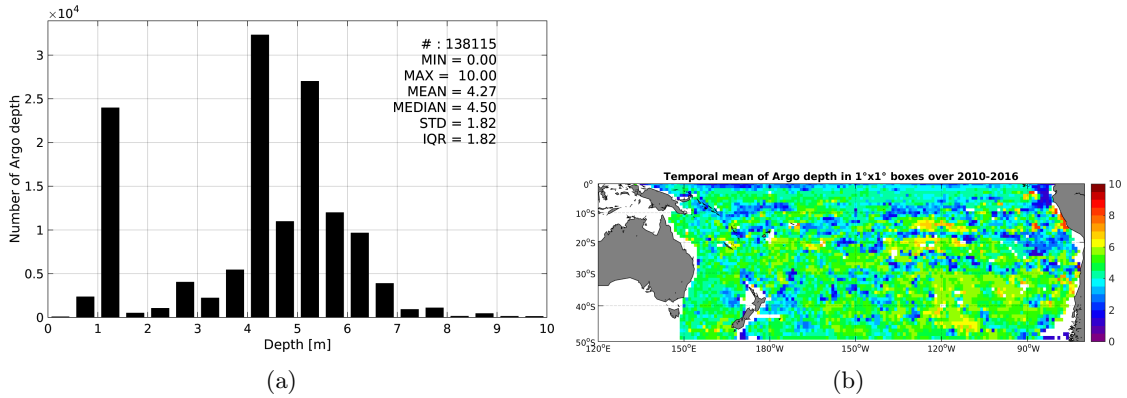 ×10⁴
3
2.5
2
1.5
1
0.5
0
Number of Argo depth
# : 138115
MIN = 0.00
MAX = 10.00
MEAN = 4.27
MEDIAN = 4.50
STD = 1.82
IQR = 1.82
0 1 2 3 4 5 6 7 8 9 10
Depth [m]
(a)
Temporal mean of Argo depth in 1°x1° boxes over 2010-2016
0°
10°S
20°S
30°S
40°S
50°S
120°E 150°E 180°W 150°W 120°W 90°W
10
8
6
4
2
0
(b)